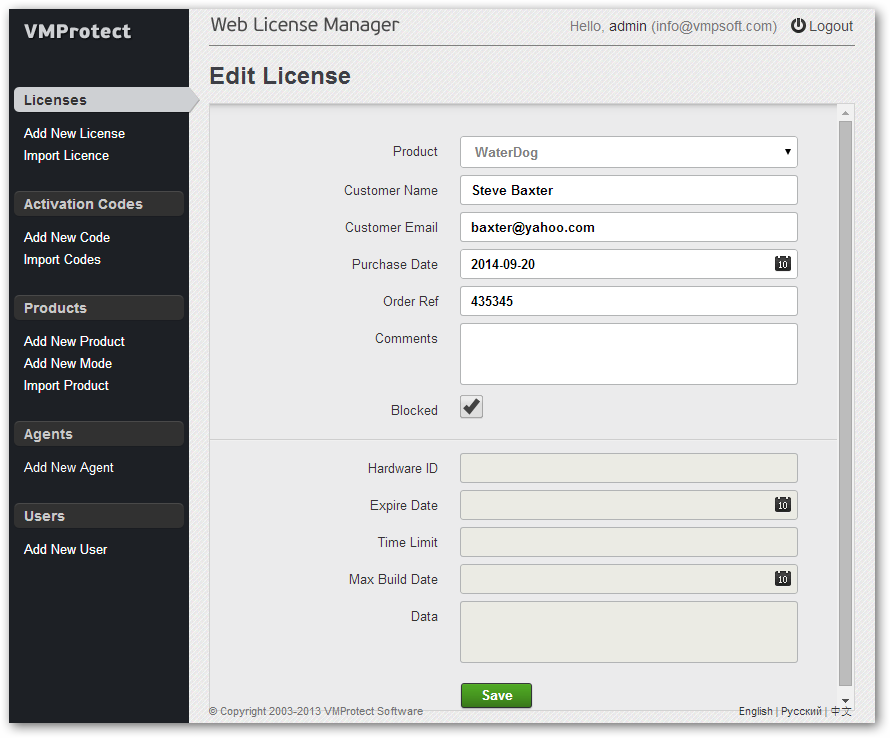 VMProtect
Web License Manager
Hello, admin (info@vmpsoft.com) Logout
Edit License
Licenses
Add New License
Import Licence
Activation Codes
Add New Code
Import Codes
Products
Add New Product
Add New Mode
Import Product
Agents
Add New Agent
Users
Add New User
Product WaterDog
Customer Name Steve Baxter
Customer Email baxter@yahoo.com
Purchase Date 2014-09-20 10
Order Ref 435345
Comments
Blocked
Hardware ID
Expire Date 10
Time Limit
Max Build Date 10
Data
Save
© Copyright 2003-2013 VMProtect Software
English | Русский | 中文